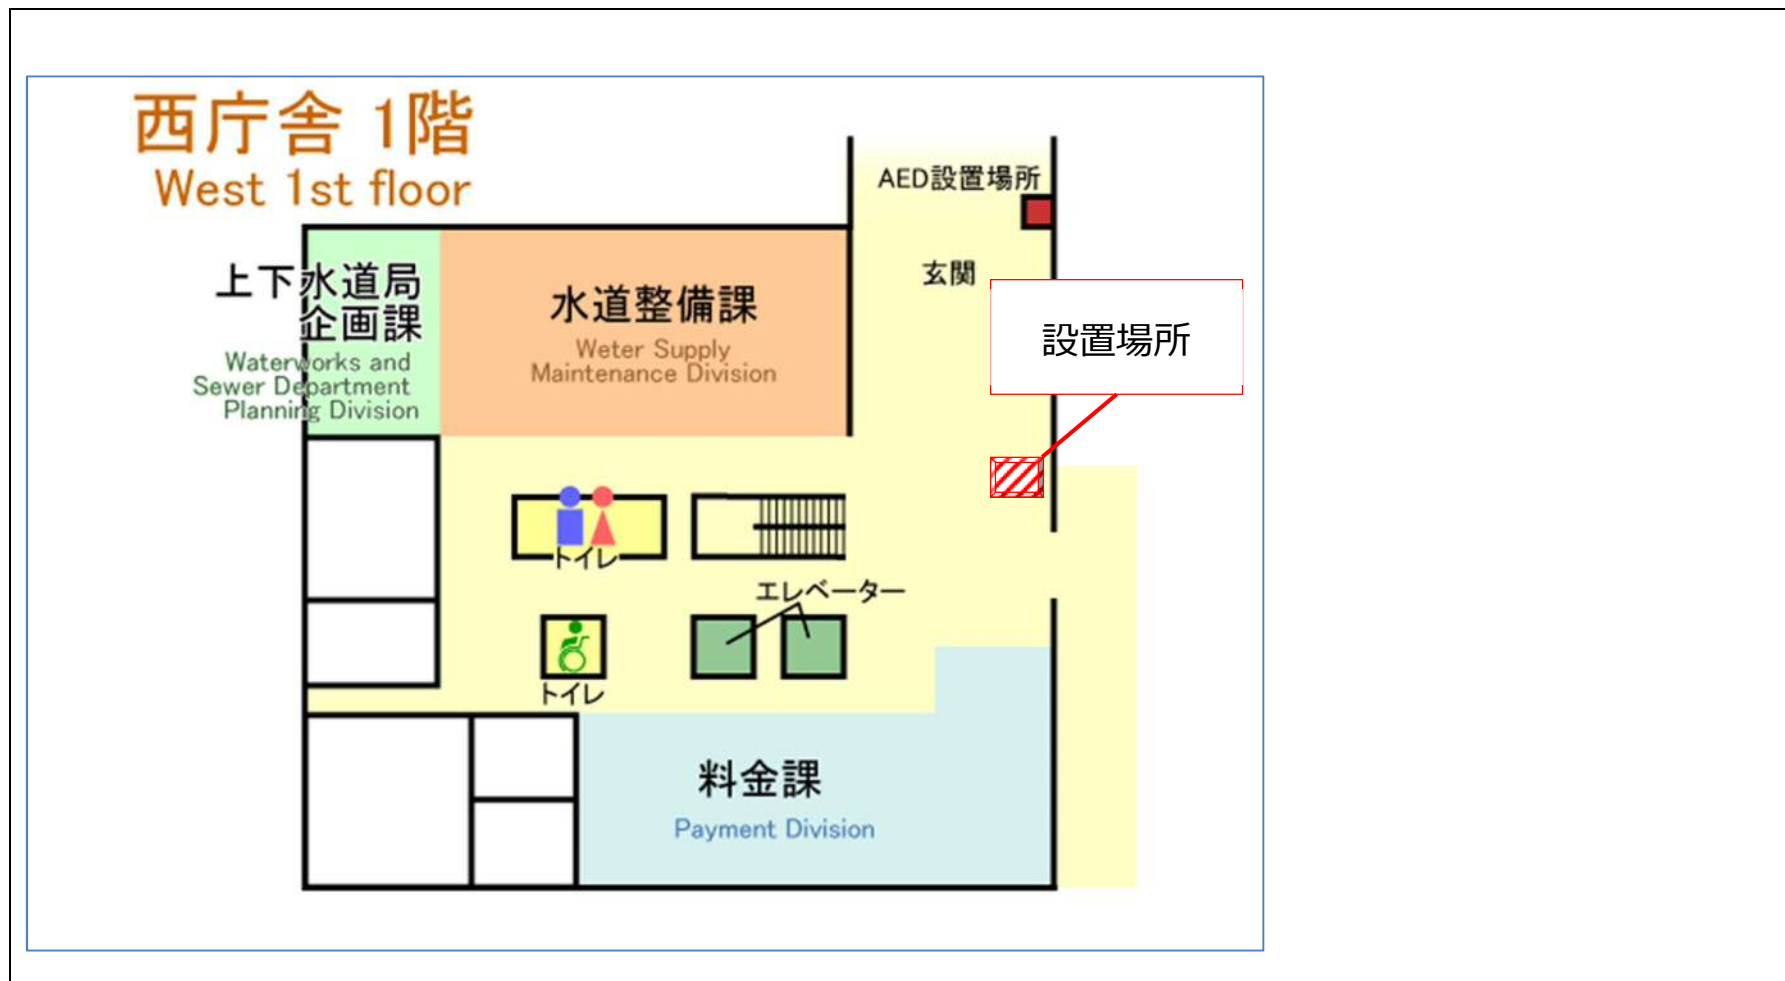 西庁舎 1階
West 1st floor
AED設置場所
玄関
設置場所
上下水道局
企画課
Waterworks and
Sewer Department
Planning Division
水道整備課
Weter Supply
Maintenance Division
トイレ
エレベーター
トイレ
料金課
Payment Division